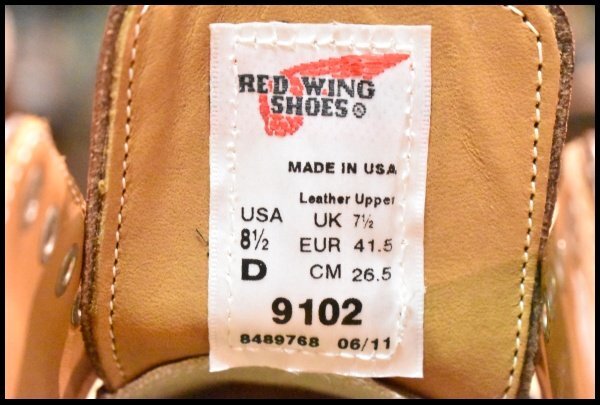 RED WING
SHOES®
MADE IN USA
Leather Upper
USA UK 7½
8½ EUR 41.5
D CM 26.5
9102
8489768 06/11